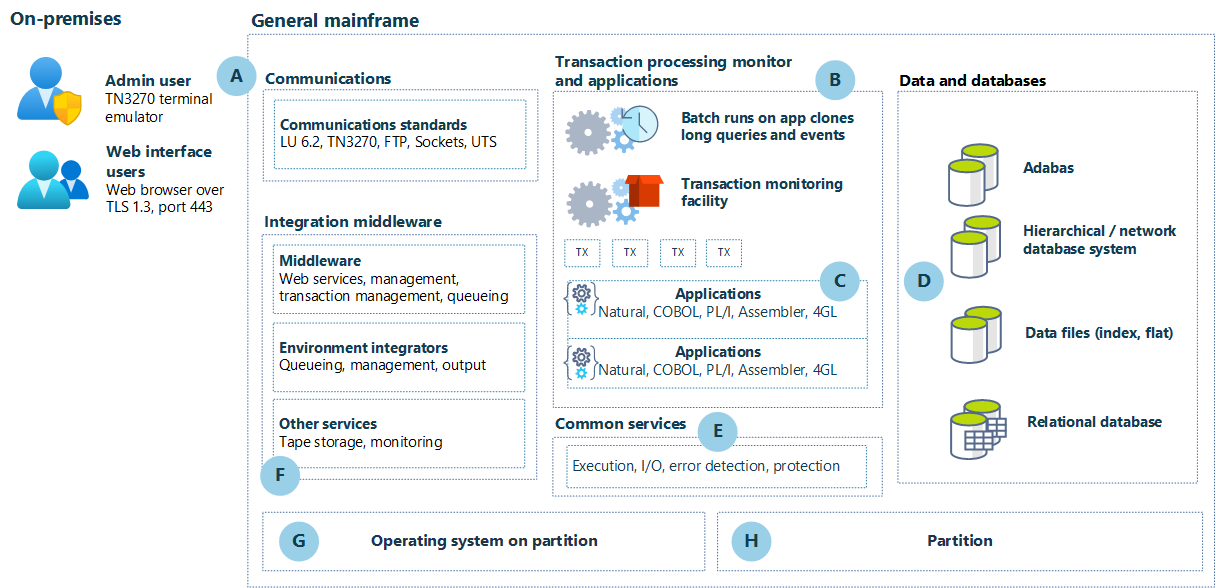 On-premises
Admin user
TN3270 terminal
emulator
Web interface
users
Web browser over
TLS 1.3, port 443
General mainframe
A
Communications
Communications standards
LU 6.2, TN3270, FTP, Sockets, UTS
Integration middleware
Middleware
Web services, management,
transaction management, queueing
Environment integrators
Queueing, management, output
Other services
Tape storage, monitoring
F
Transaction processing monitor
and applications
B
Batch runs on app clones
long queries and events
Transaction monitoring
facility
TX TX TX TX
C
Applications
Natural, COBOL, PL/I, Assembler, 4GL
Applications
Natural, COBOL, PL/I, Assembler, 4GL
Common services
E
Execution, I/O, error detection, protection
Data and databases
D
Adabas
Hierarchical / network
database system
Data files (index, flat)
Relational database
G
Operating system on partition
H
Partition